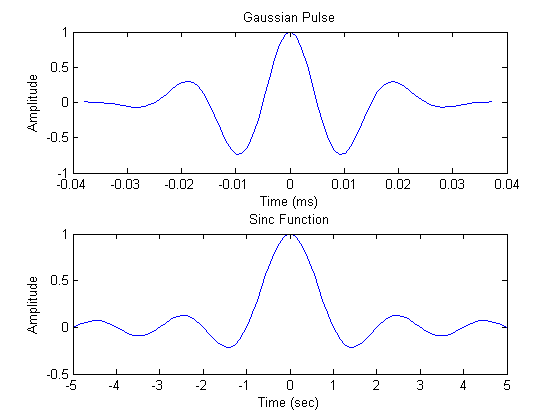 Gaussian Pulse
1
0.5
0
-0.5
-1
Amplitude
-0.04 -0.03 -0.02 -0.01 0 0.01 0.02 0.03 0.04
Time (ms)
Sinc Function
1
0.5
0
-0.5
Amplitude
-5 -4 -3 -2 -1 0 1 2 3 4 5
Time (sec)